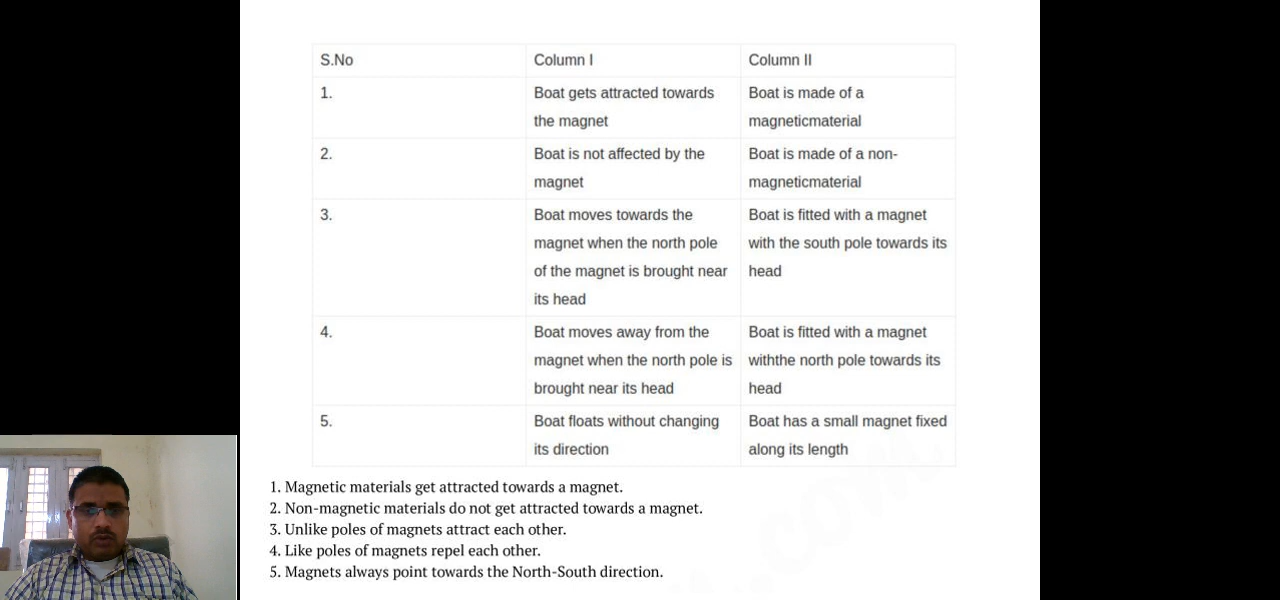 S.No Column I Column II
1. Boat gets attracted towards Boat is made of a
the magnet magneticmaterial
2. Boat is not affected by the Boat is made of a non-
magnet magneticmaterial
3. Boat moves towards the Boat is fitted with a magnet
magnet when the north pole with the south pole towards its
of the magnet is brought near head
its head
4. Boat moves away from the Boat is fitted with a magnet
magnet when the north pole is withthe north pole towards its
brought near its head head
5. Boat floats without changing Boat has a small magnet fixed
its direction along its length
1. Magnetic materials get attracted towards a magnet.
2. Non-magnetic materials do not get attracted towards a magnet.
3. Unlike poles of magnets attract each other.
4. Like poles of magnets repel each other.
5. Magnets always point towards the North-South direction.